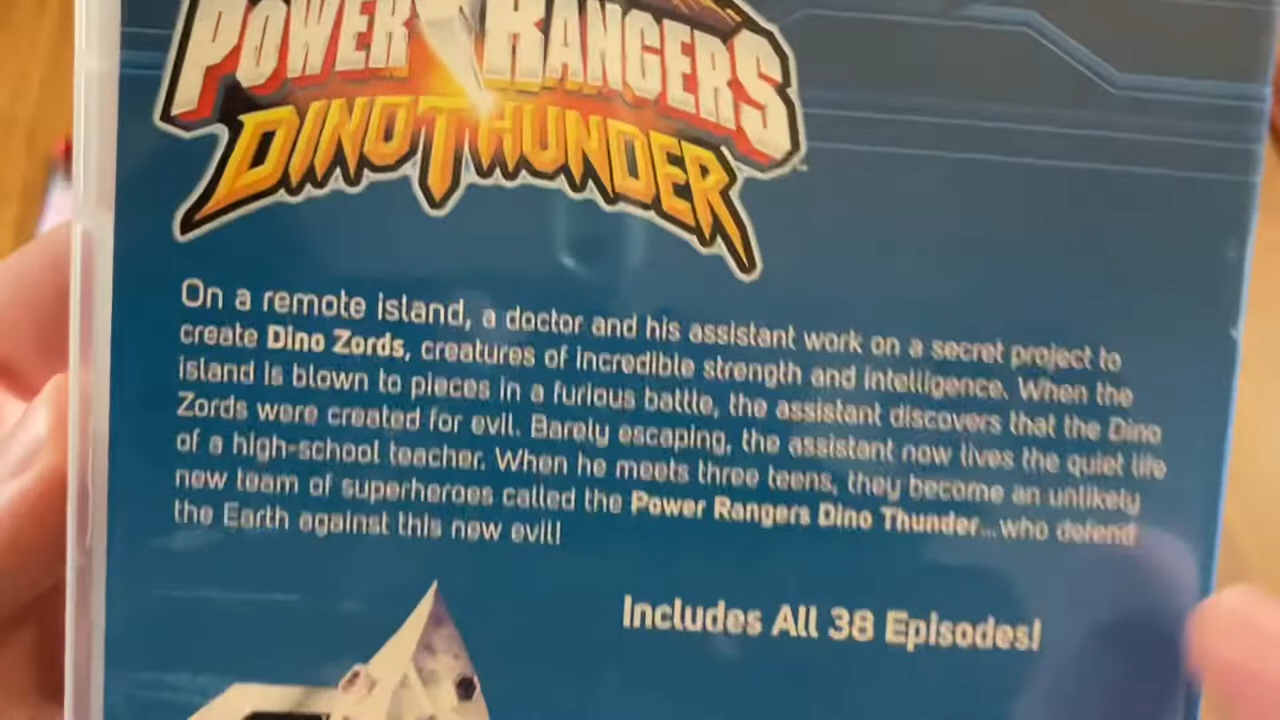 POWER RANGERS
DINO THUNDER
On a remote island, a doctor and his assistant work on a secret project to
create Dino Zords, creatures of incredible strength and intelligence. When the
island is blown to pieces in a furious battle, the assistant discovers that the Dino
Zords were created for evil. Barely escaping, the assistant now lives the quiet life
of a high-school teacher. When he meets three teens, they become an unlikely
new team of superheroes called the Power Rangers Dino Thunder...who defend
the Earth against this new evil!
Includes All 38 Episodes!